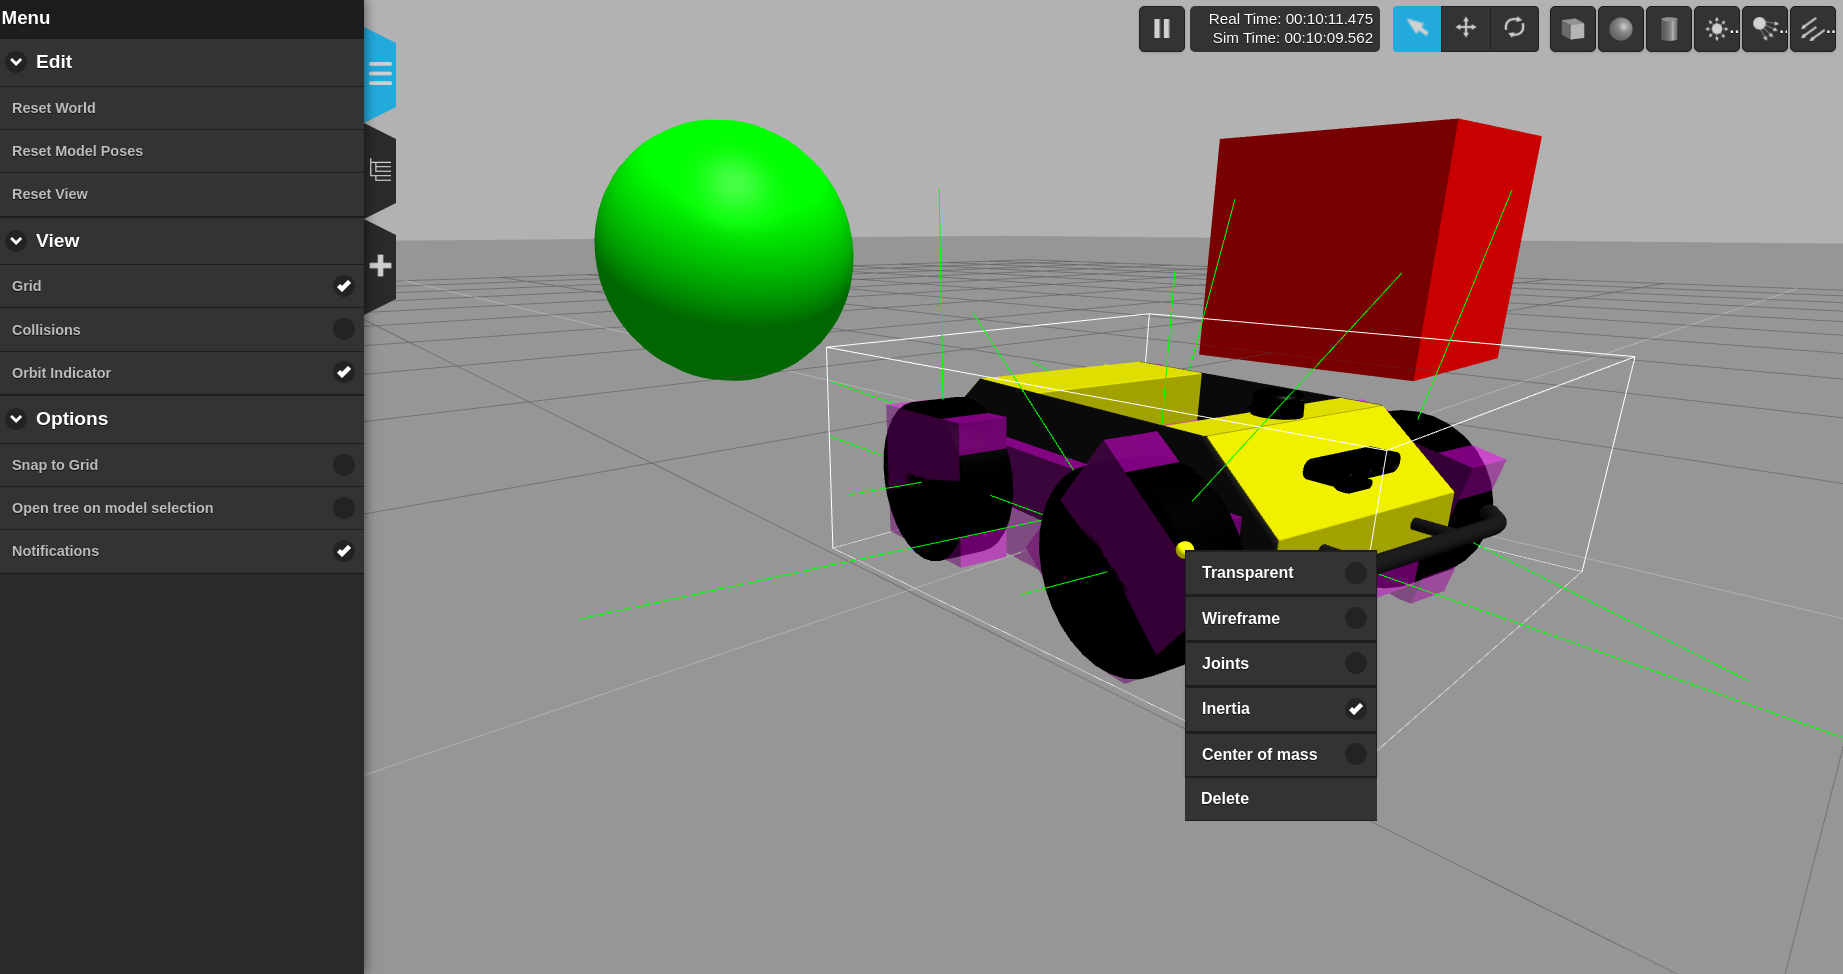 Menu
Edit
Reset World
Reset Model Poses
Reset View
View
Grid
Collisions
Orbit Indicator
Options
Snap to Grid
Open tree on model selection
Notifications
Real Time: 00:10:11.475
Sim Time: 00:10:09.562
Transparent
Wireframe
Joints
Inertia
Center of mass
Delete